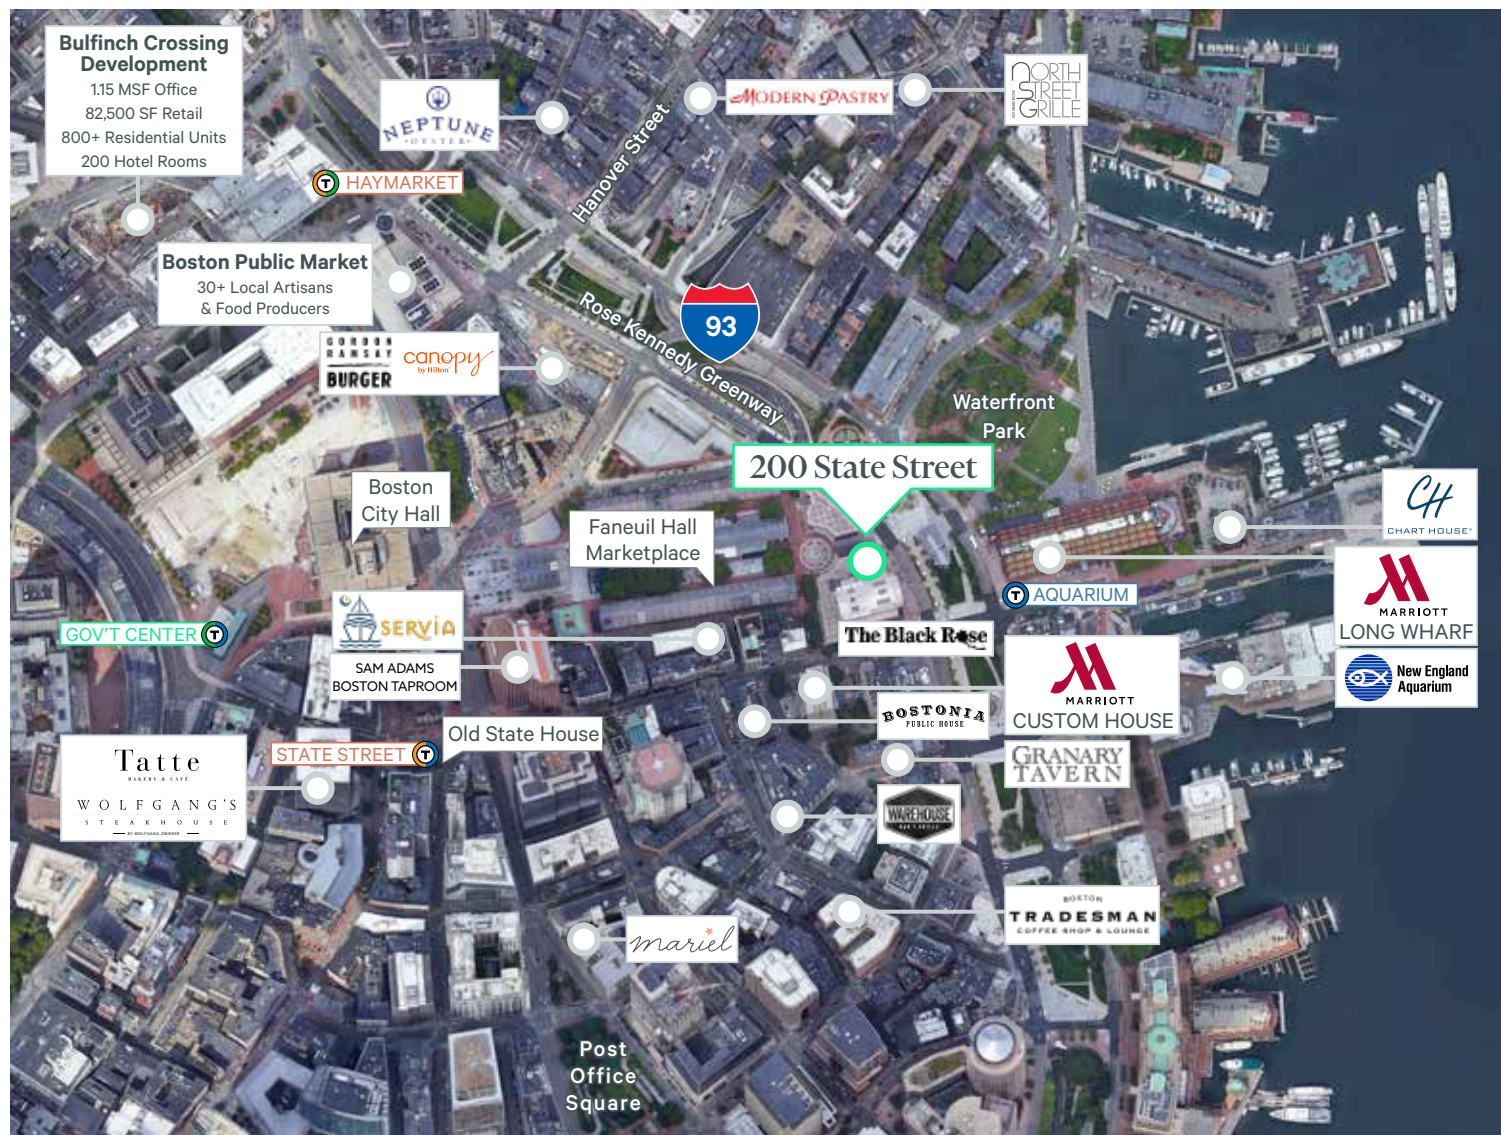 Bulfinch Crossing
Development
1.15 MSF Office
82,500 SF Retail
800+ Residential Units
200 Hotel Rooms
NEPTUNE
OYSTER
MODERN PASTRY
NORTH
STREET
GRILLE
Hanover Street
T HAYMARKET
Boston Public Market
30+ Local Artisans
& Food Producers
GORDON
RAMSAY
BURGER
canopy
by Hilton
93
Rose Kennedy Greenway
Waterfront
Park
200 State Street
Boston
City Hall
Faneuil Hall
Marketplace
CH
CHART HOUSE
MARRIOTT
LONG WHARF
T AQUARIUM
GOV'T CENTER T
SERVIA
SAM ADAMS
BOSTON TAPROOM
The Black Rose
MARRIOTT
CUSTOM HOUSE
New England
Aquarium
BOSTONIA
PUBLIC HOUSE
Old State House
STATE STREET T
Tatte
BAKERY & CAFÉ
WOLFGANG'S
STEAKHOUSE
BY WOLFGANG ZWIENER
GRANARY
TAVERN
WAREHOUSE
BOSTON
TRADESMAN
COFFEE SHOP & LOUNGE
mariel
Post
Office
Square